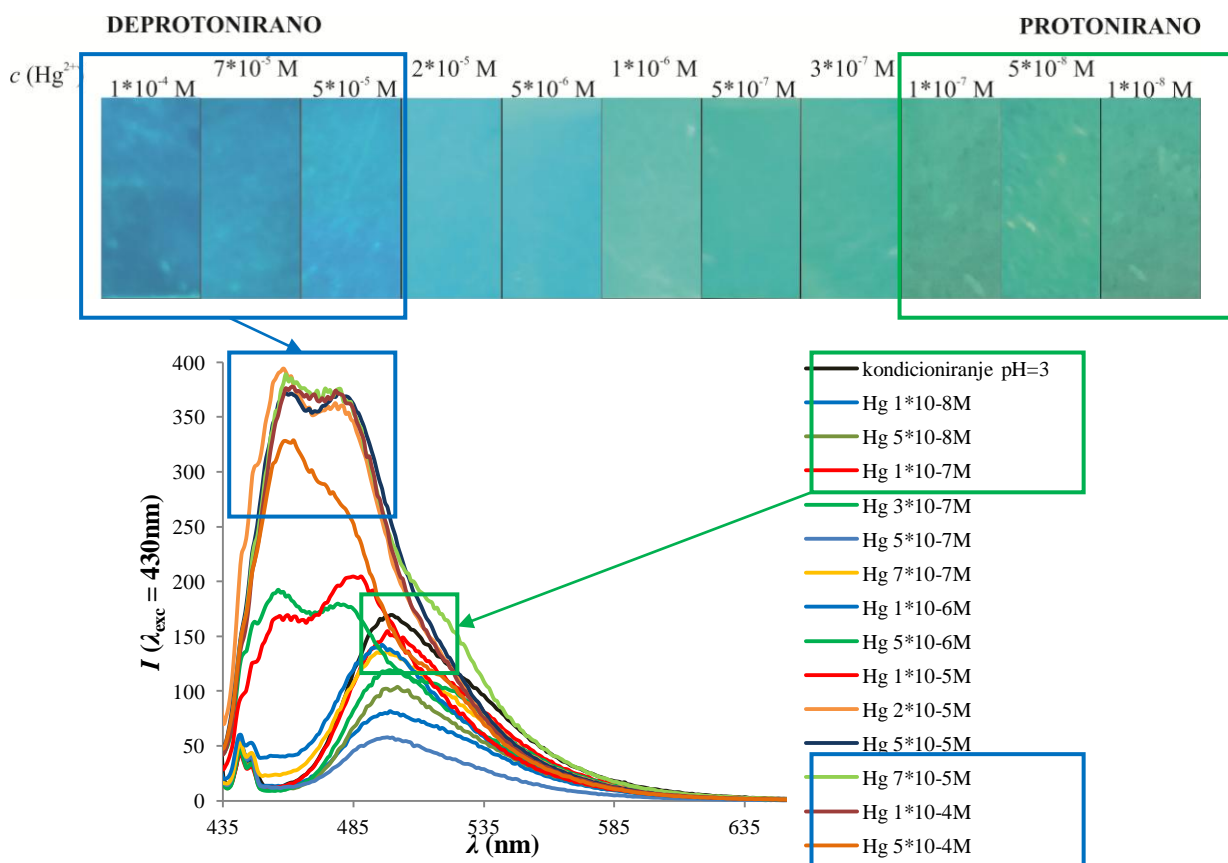 DEPROTONIRANO PROTONIRANO
c (Hg²⁺)
7*10⁻⁵ M 2*10⁻⁵ M 1*10⁻⁶ M 3*10⁻⁷ M 5*10⁻⁸ M
1*10⁻⁴ M 5*10⁻⁵ M 5*10⁻⁶ M 5*10⁻⁷ M 1*10⁻⁷ M 1*10⁻⁸ M
I (λexc = 430nm)
400
350
300
250
200
150
100
50
0
435 485 535 585 635
λ (nm)
kondicioniranje pH=3
Hg 1*10-8M
Hg 5*10-8M
Hg 1*10-7M
Hg 3*10-7M
Hg 5*10-7M
Hg 7*10-7M
Hg 1*10-6M
Hg 5*10-6M
Hg 1*10-5M
Hg 2*10-5M
Hg 5*10-5M
Hg 7*10-5M
Hg 1*10-4M
Hg 5*10-4M